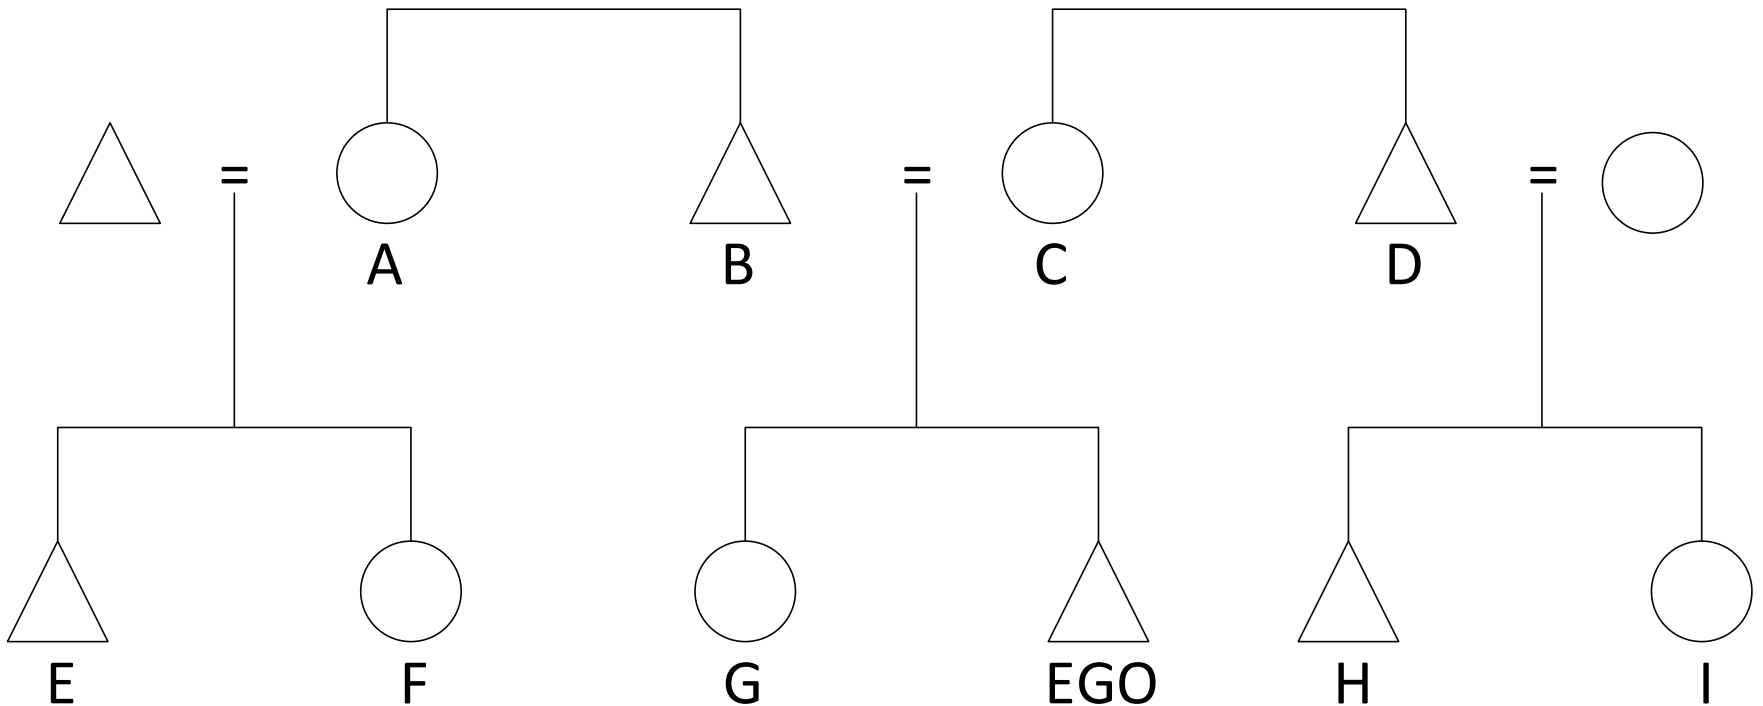 = = =
A B C D
E F G EGO H I